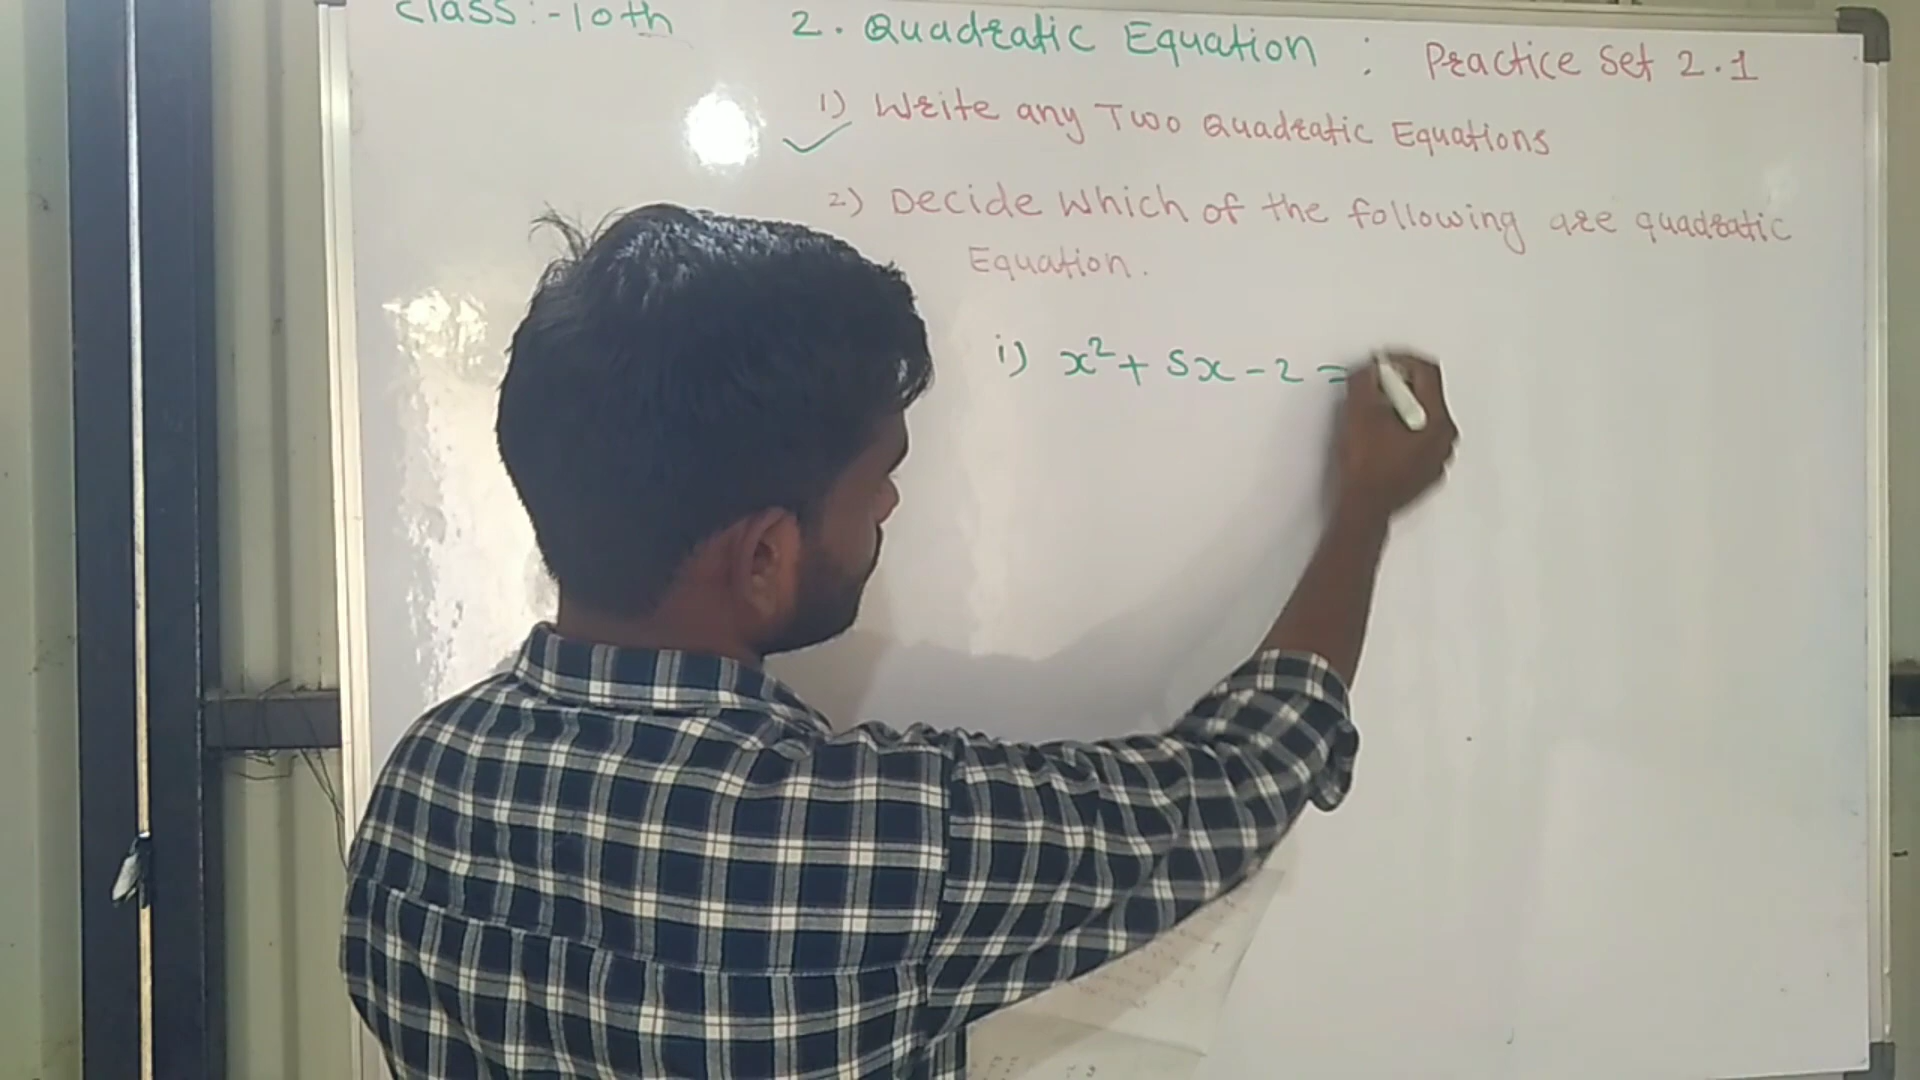 Class:-10th 2. Quadratic Equation : Practice Set 2.1
1) Write any Two Quadratic Equations
2) Decide Which of the following are quadratic
Equation.
i) x² + 5x - 2 =